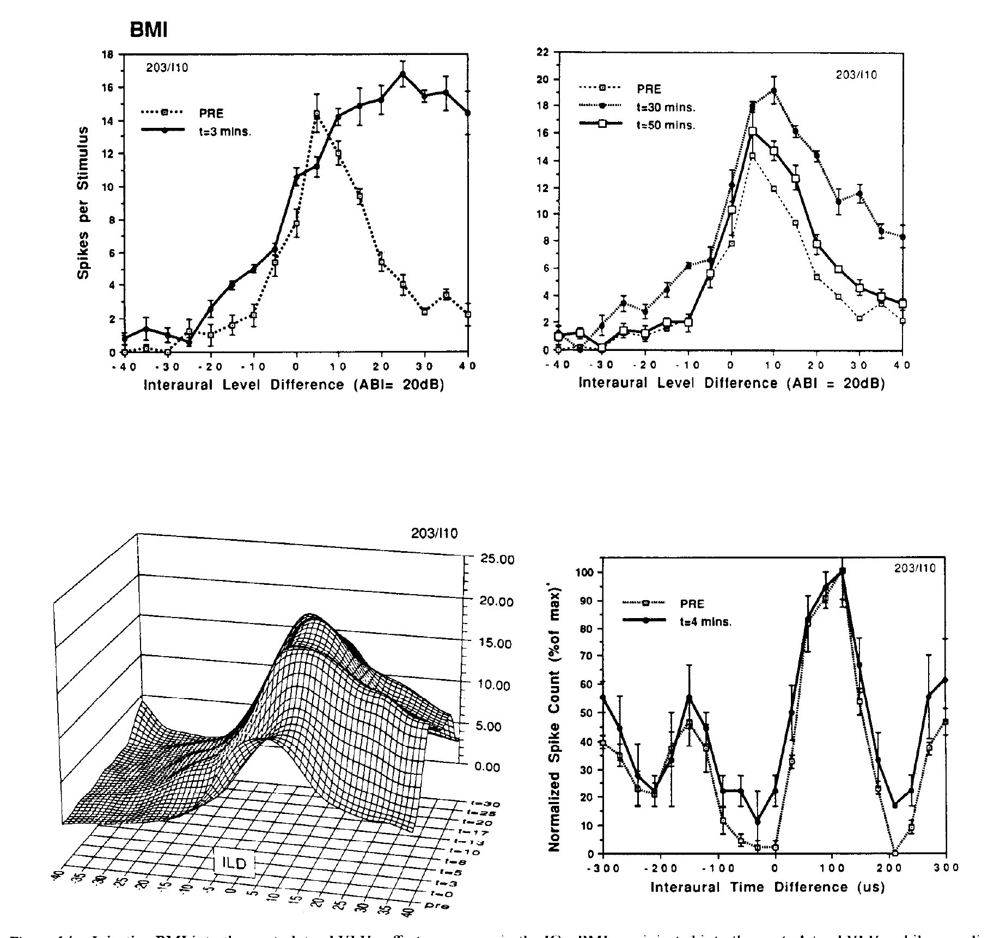 BMI
203/I10
18
16
14
12
10
8
6
4
2
0
PRE
t=3 mins.
Spikes per Stimulus
-40 -30 -20 -10 0 10 20 30 40
Interaural Level Difference (ABI= 20dB)
203/I10
22
20
18
16
14
12
10
8
6
4
2
0
PRE
t=30 mins.
t=50 mins.
-40 -30 -20 -10 0 10 20 30 40
Interaural Level Difference (ABI = 20dB)
203/I10
25.00
20.00
15.00
10.00
5.00
0.00
t=30
t=25
t=20
t=17
t=13
t=10
t=8
t=5
t=3
t=0
pre
ILD
-40 -35 -30 -25 -20 -15 -10 -5 0 5 10 15 20 25 30 35 40
203/I10
100
90
80
70
60
50
40
30
20
10
0
PRE
t=4 mins.
Normalized Spike Count (%of max)
-300 -200 -100 0 100 200 300
Interaural Time Difference (us)